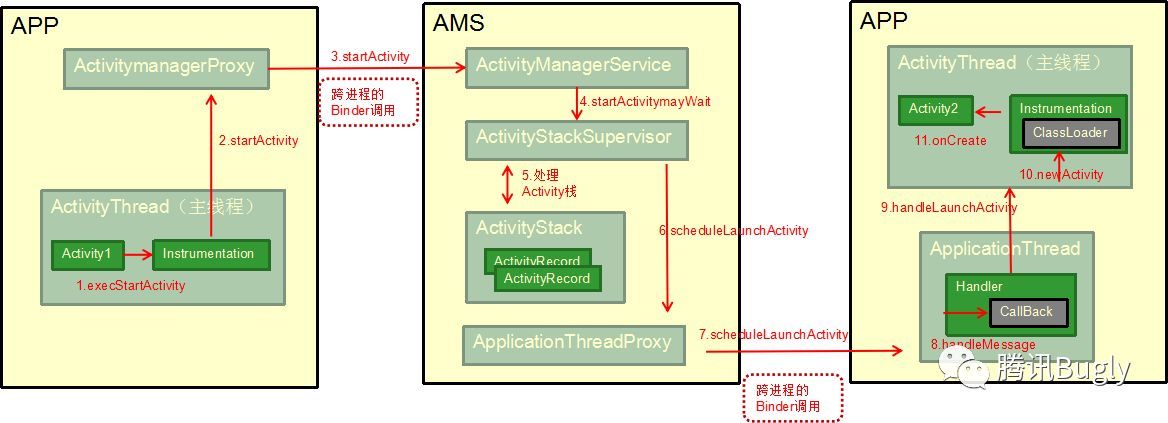 APP
ActivitymanagerProxy
2.startActivity
ActivityThread（主线程）
Activity1
Instrumentation
1.execStartActivity
3.startActivity
跨进程的
Binder调用
AMS
ActivityManagerService
4.startActivitymayWait
ActivityStackSupervisor
5.处理
Activity栈
ActivityStack
ActivityRecord
ActivityRecord
6.scheduleLaunchActivity
ApplicationThreadProxy
7.scheduleLaunchActivity
跨进程的
Binder调用
APP
ActivityThread（主线程）
Activity2
Instrumentation
ClassLoader
11.onCreate
10.newActivity
9.handleLaunchActivity
ApplicationThread
Handler
CallBack
8.handleMessage
腾讯Bugly